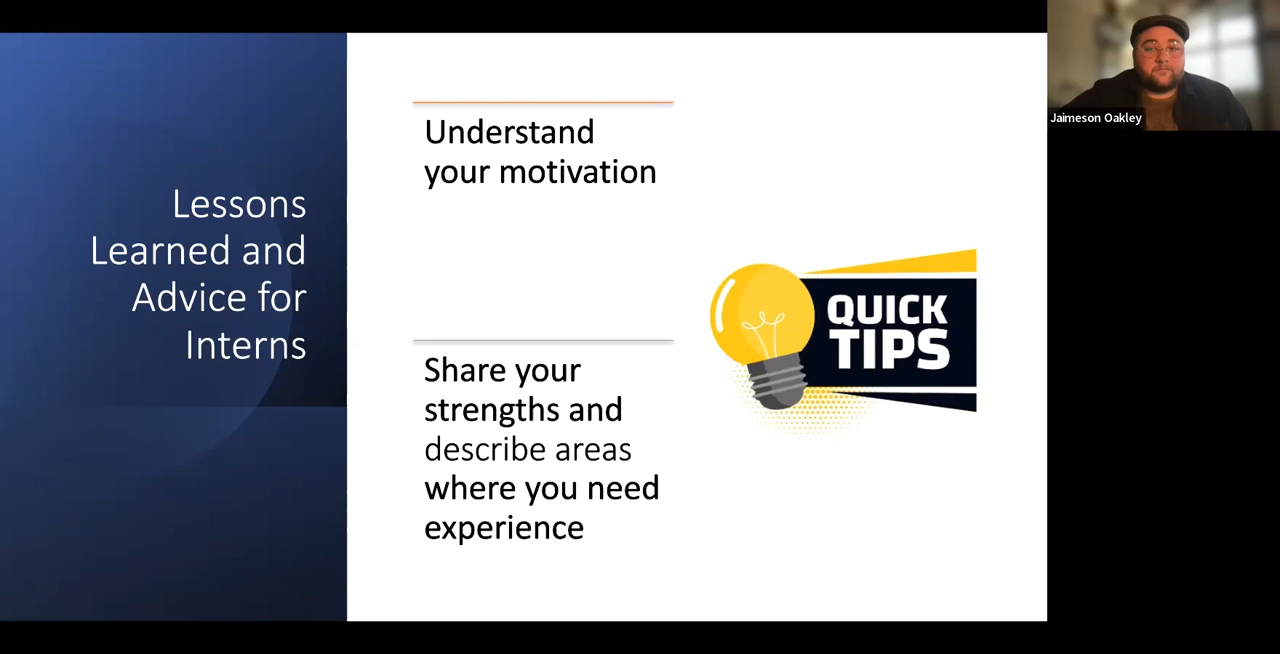 Lessons
Learned and
Advice for
Interns
Understand
your motivation
Share your
strengths and
describe areas
where you need
experience
QUICK
TIPS
Jaimeson Oakley